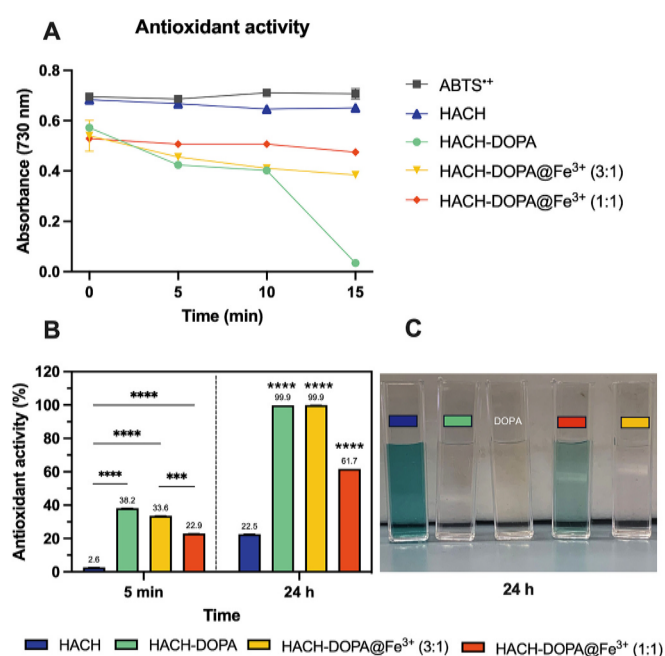 A
Antioxidant activity
Absorbance (730 nm)
0.8
0.6
0.4
0.2
0.0
0 5 10 15
Time (min)
ABTS•+
HACH
HACH-DOPA
HACH-DOPA@Fe³⁺ (3:1)
HACH-DOPA@Fe³⁺ (1:1)
B
Antioxidant activity (%)
120
100
80
60
40
20
0
****
****
****
***
2.6
38.2
33.6
22.9
****
****
****
22.5
99.9
99.9
61.7
5 min 24 h
Time
C
DOPA
24 h
HACH HACH-DOPA HACH-DOPA@Fe³⁺ (3:1) HACH-DOPA@Fe³⁺ (1:1)